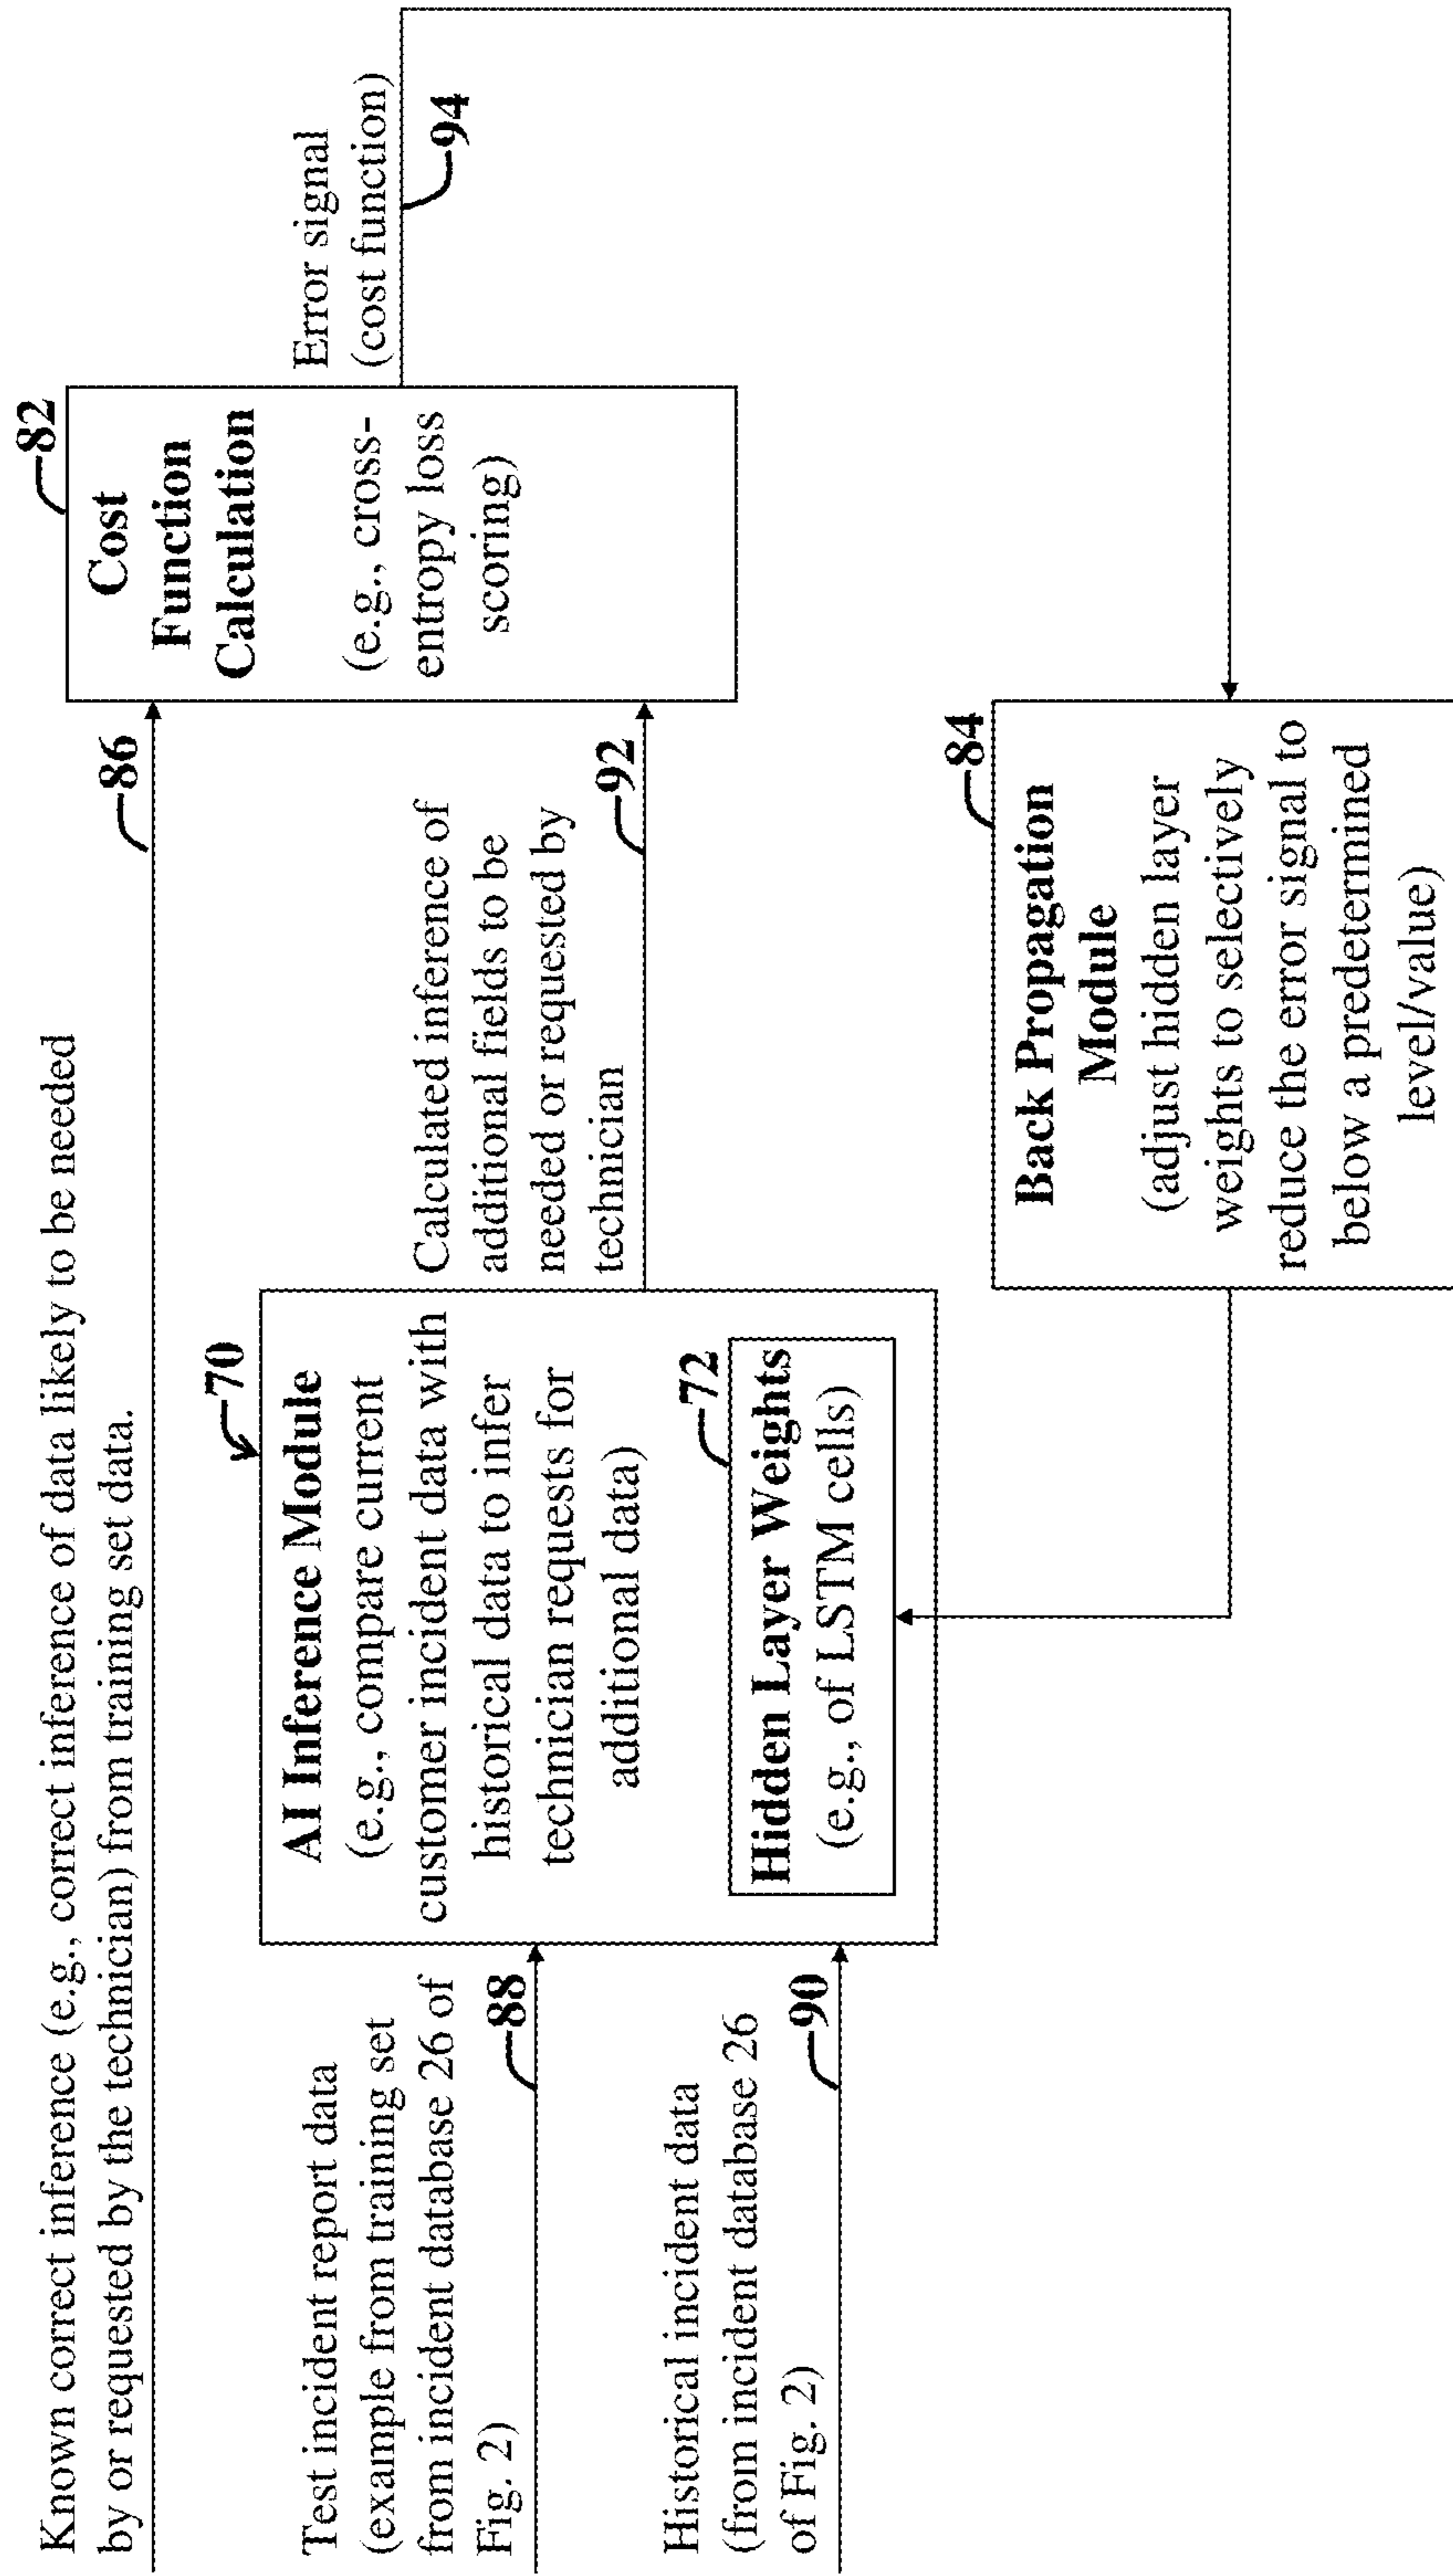 Known correct inference (e.g., correct inference of data likely to be needed
by or requested by the technician) from training set data.
86
Test incident report data
(example from training set
from incident database 26 of
Fig. 2)
88
Historical incident data
(from incident database 26
of Fig. 2)
90
70
AI Inference Module
(e.g., compare current
customer incident data with
historical data to infer
technician requests for
additional data)
72
Hidden Layer Weights
(e.g., of LSTM cells)
Calculated inference of
additional fields to be
needed or requested by
technician
92
82
Cost
Function
Calculation
(e.g., cross-
entropy loss
scoring)
Error signal
(cost function)
94
84
Back Propagation
Module
(adjust hidden layer
weights to selectively
reduce the error signal to
below a predetermined
level/value)